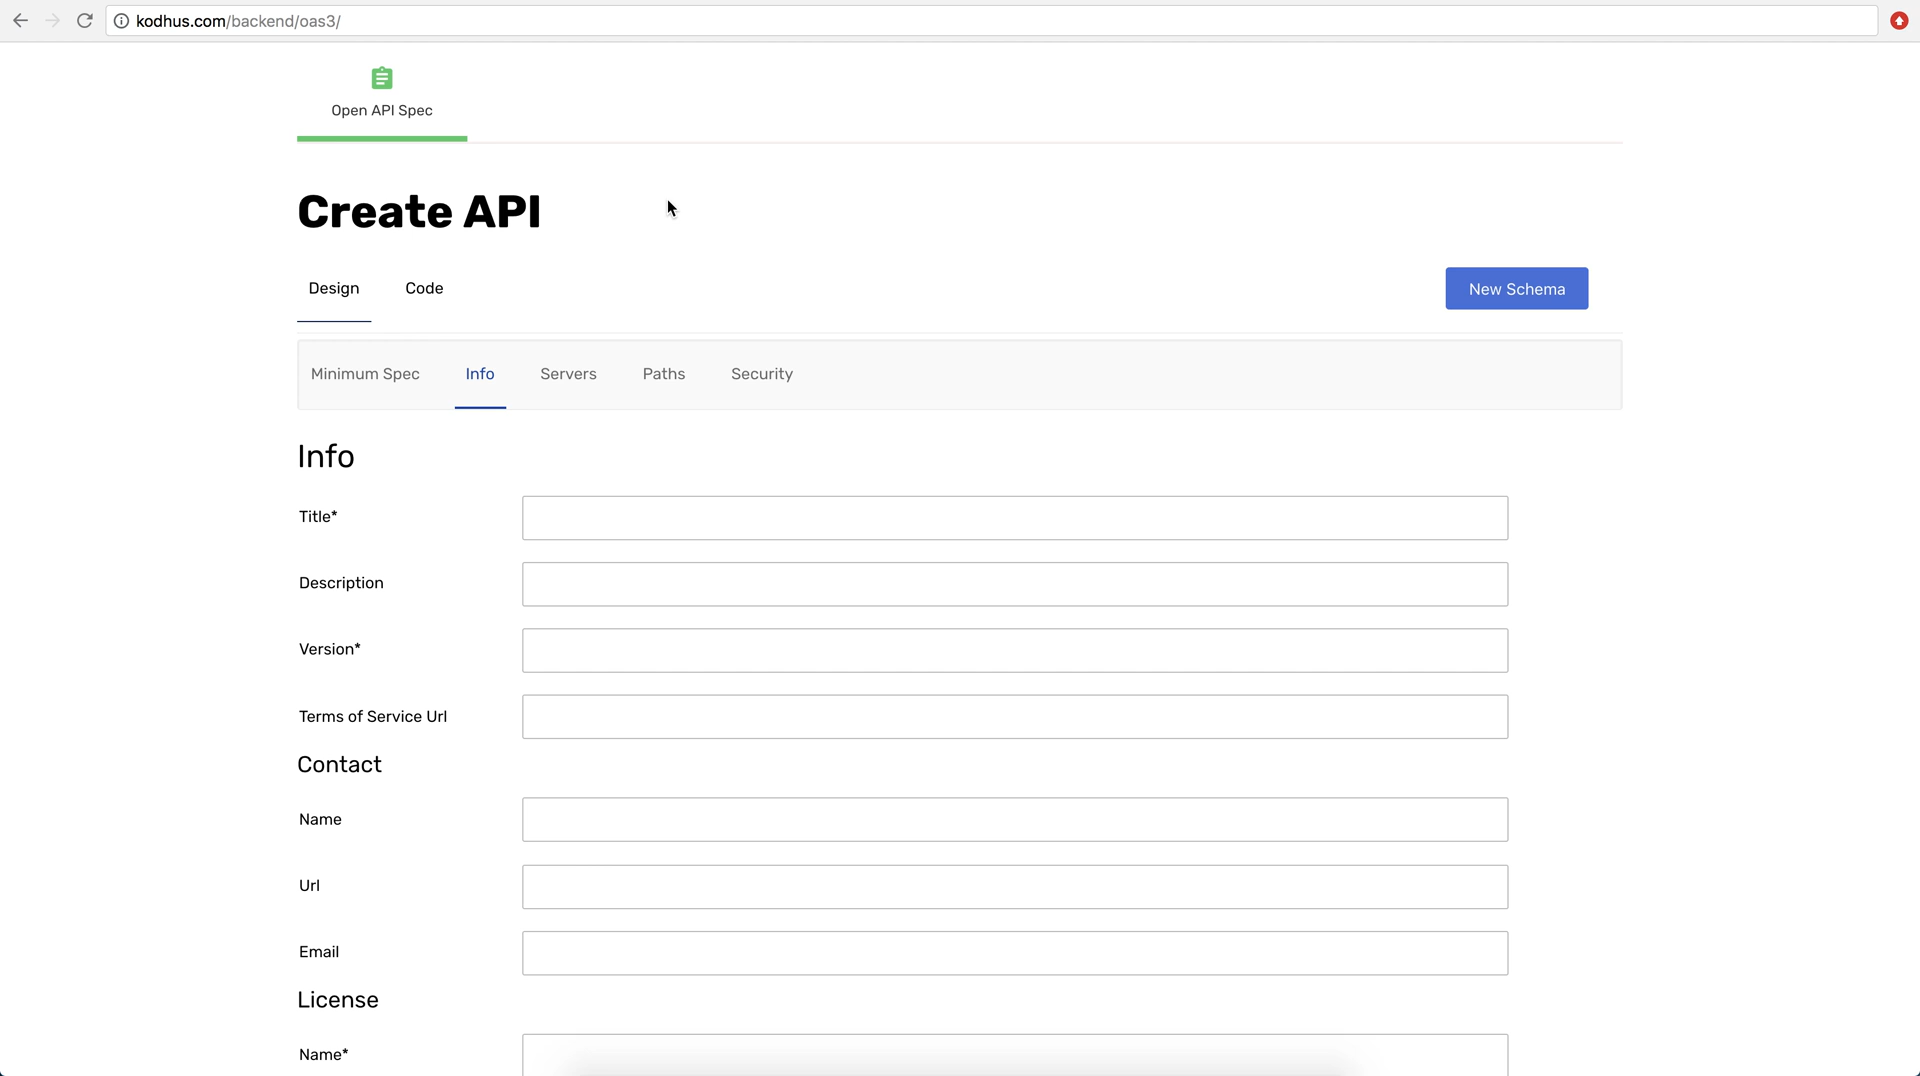 kodhus.com/backend/oas3/
Open API Spec
Create API
Design Code New Schema
Minimum Spec Info Servers Paths Security
Info
Title*
Description
Version*
Terms of Service Url
Contact
Name
Url
Email
License
Name*